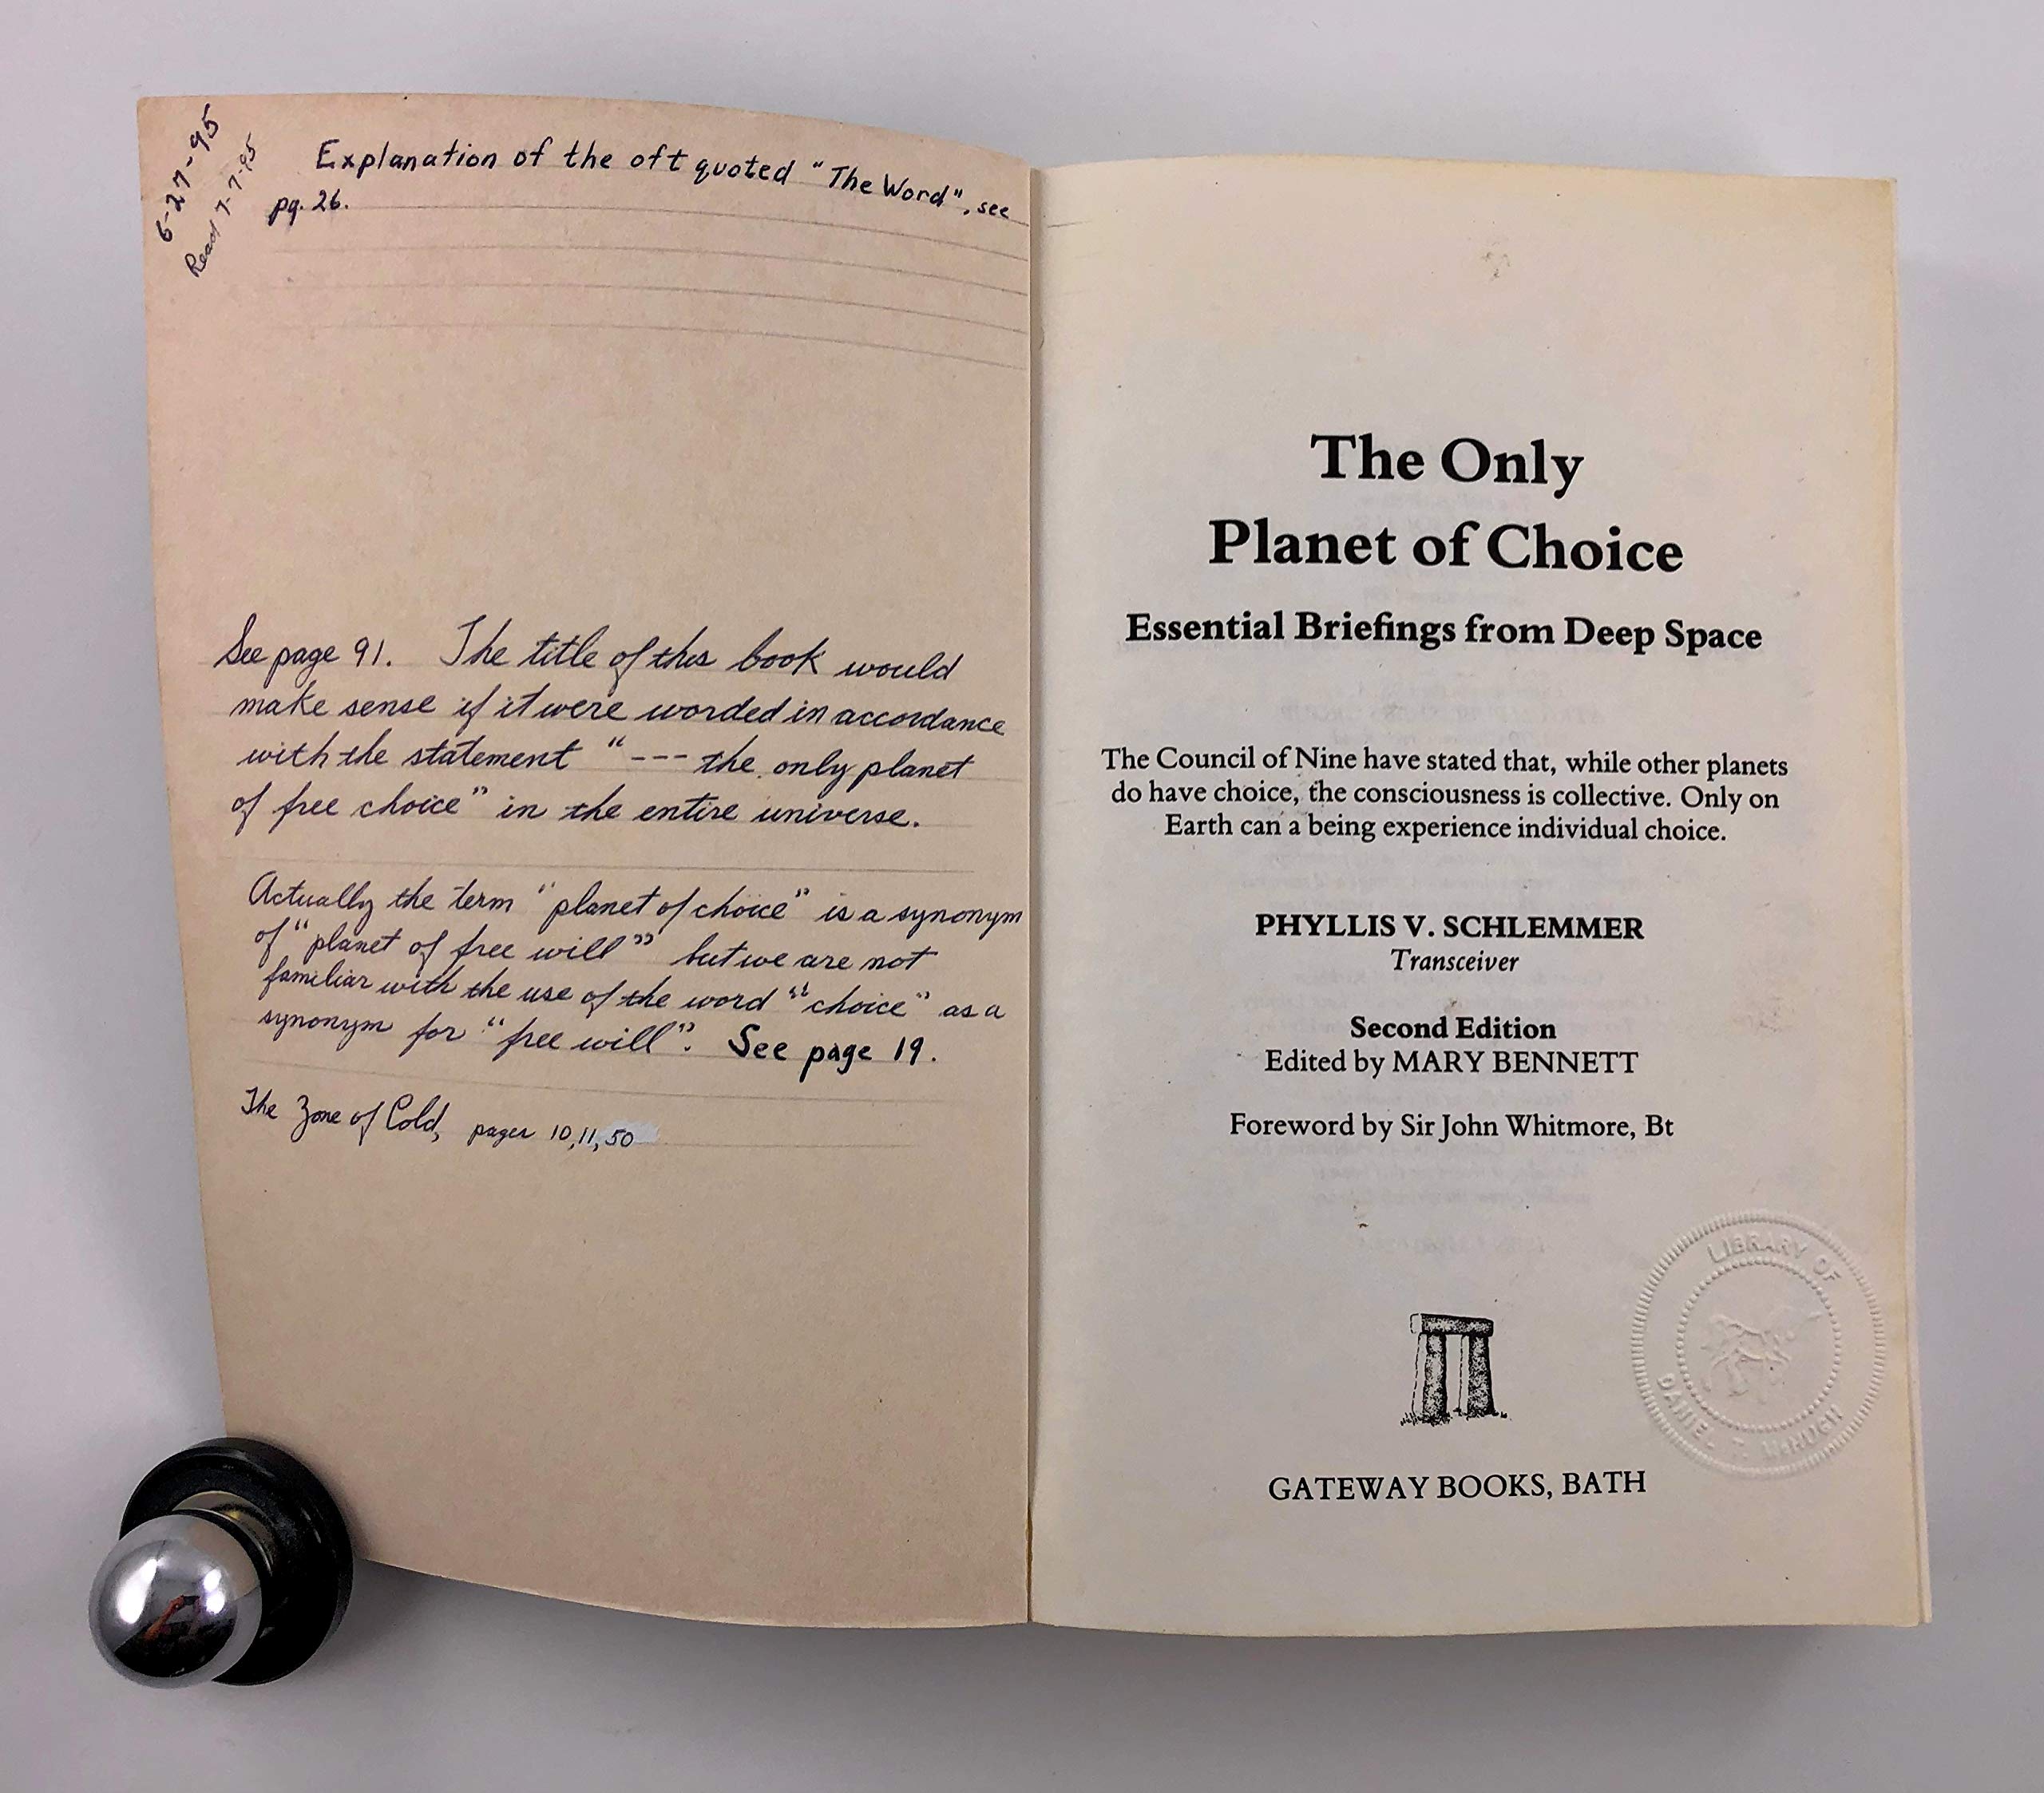 6-27-95
Read 7-7-95
Explanation of the oft quoted "The Word", see
pg. 26.
See page 91. The title of this book would
make sense if it were worded in accordance
with the statement "--- the only planet
of free choice" in the entire universe.
Actually the term "planet of choice" is a synonym
of "planet of free will" but we are not
familiar with the use of the word "choice" as a
synonym for "free will". See page 19.
The Zone of Cold, pages 10, 11, 50
The Only
Planet of Choice
Essential Briefings from Deep Space
The Council of Nine have stated that, while other planets
do have choice, the consciousness is collective. Only on
Earth can a being experience individual choice.
PHYLLIS V. SCHLEMMER
Transceiver
Second Edition
Edited by MARY BENNETT
Foreword by Sir John Whitmore, Bt
LIBRARY OF
DANIEL T. McHUGH
GATEWAY BOOKS, BATH